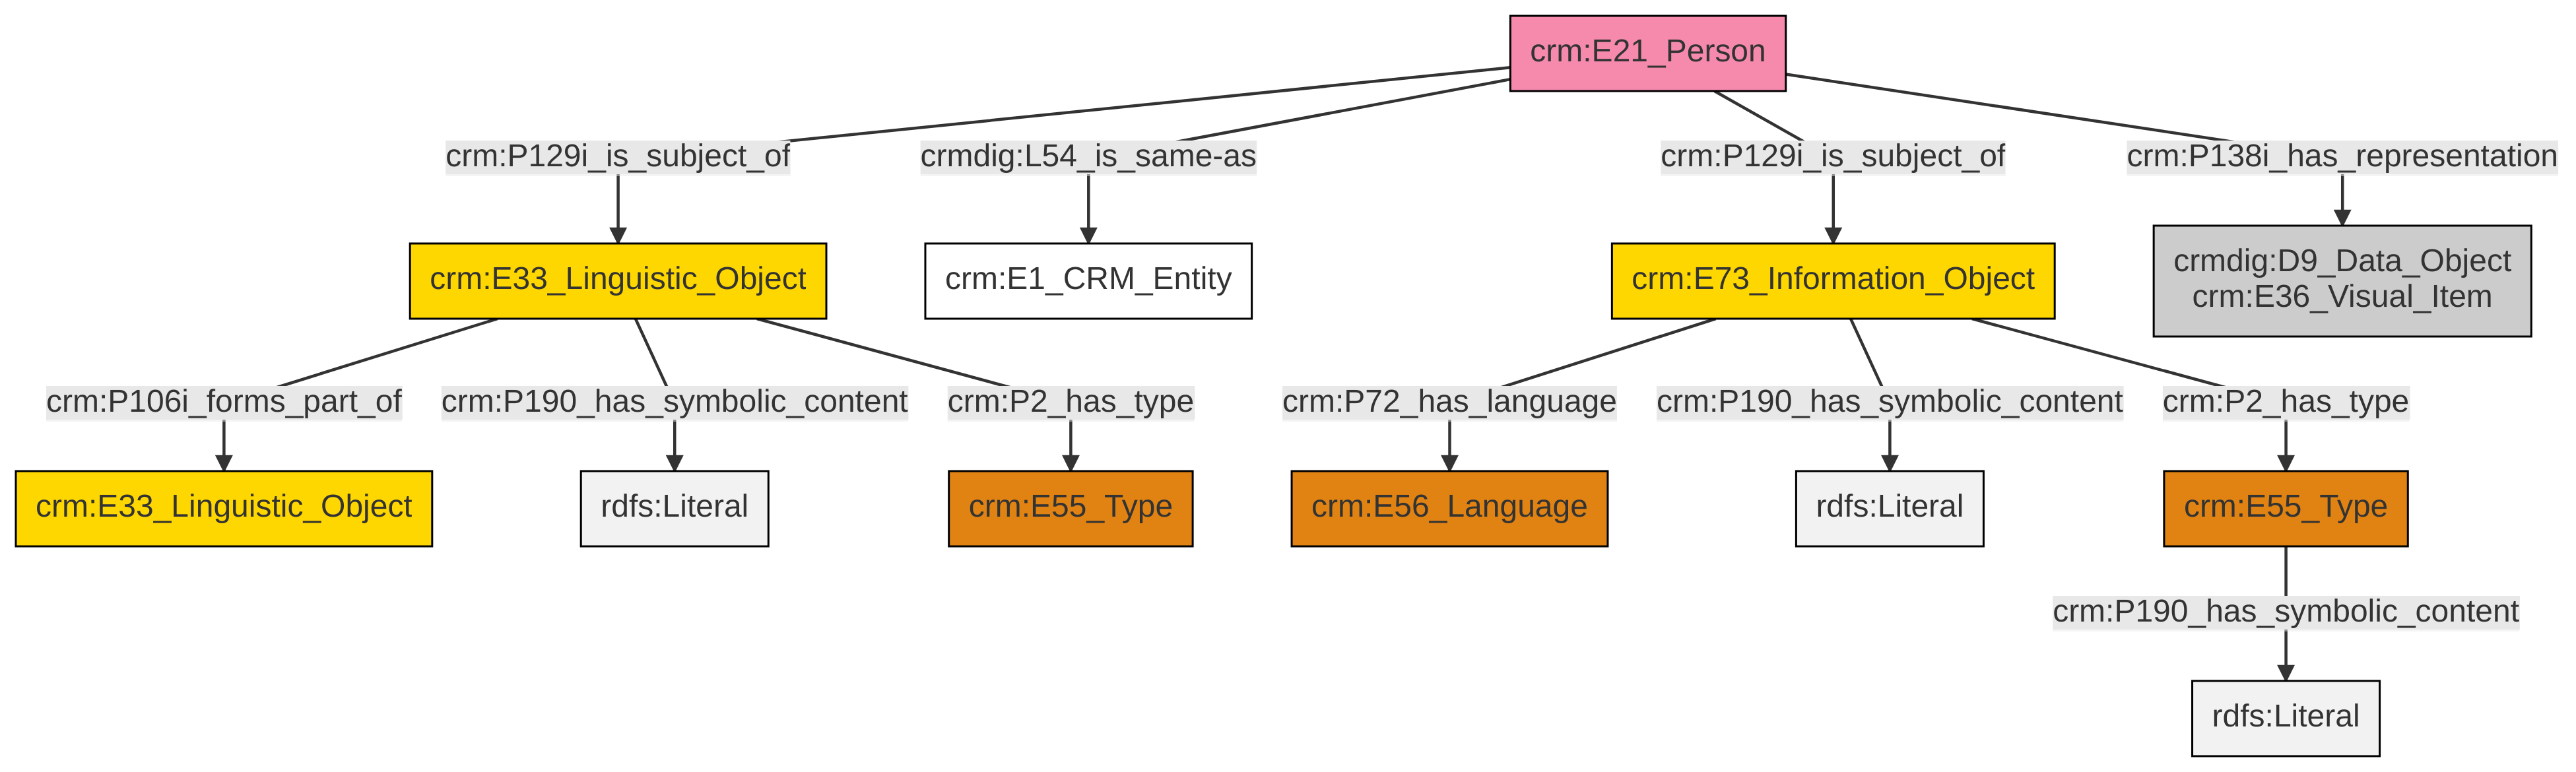 crm:E21_Person
crm:P129i_is_subject_of
crmdig:L54_is_same-as
crm:P129i_is_subject_of
crm:P138i_has_representation
crm:E33_Linguistic_Object
crm:E1_CRM_Entity
crm:E73_Information_Object
crmdig:D9_Data_Object
crm:E36_Visual_Item
crm:P106i_forms_part_of
crm:P190_has_symbolic_content
crm:P2_has_type
crm:P72_has_language
crm:P190_has_symbolic_content
crm:P2_has_type
crm:E33_Linguistic_Object
rdfs:Literal
crm:E55_Type
crm:E56_Language
rdfs:Literal
crm:E55_Type
crm:P190_has_symbolic_content
rdfs:Literal